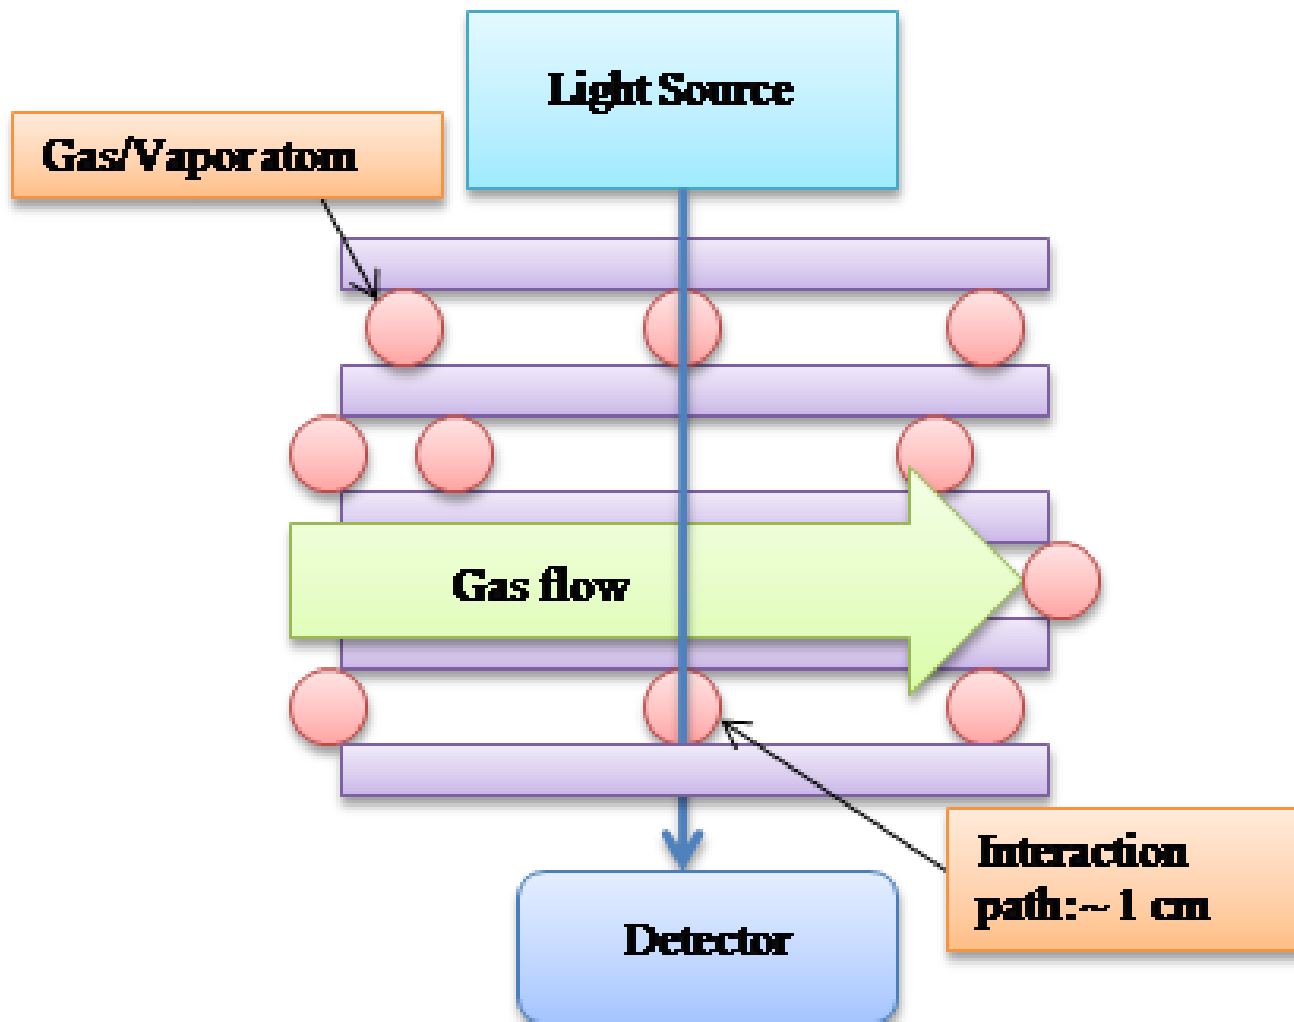 Light Source
Gas/Vapor atom
Gas flow
Interaction
path:~ 1 cm
Detector